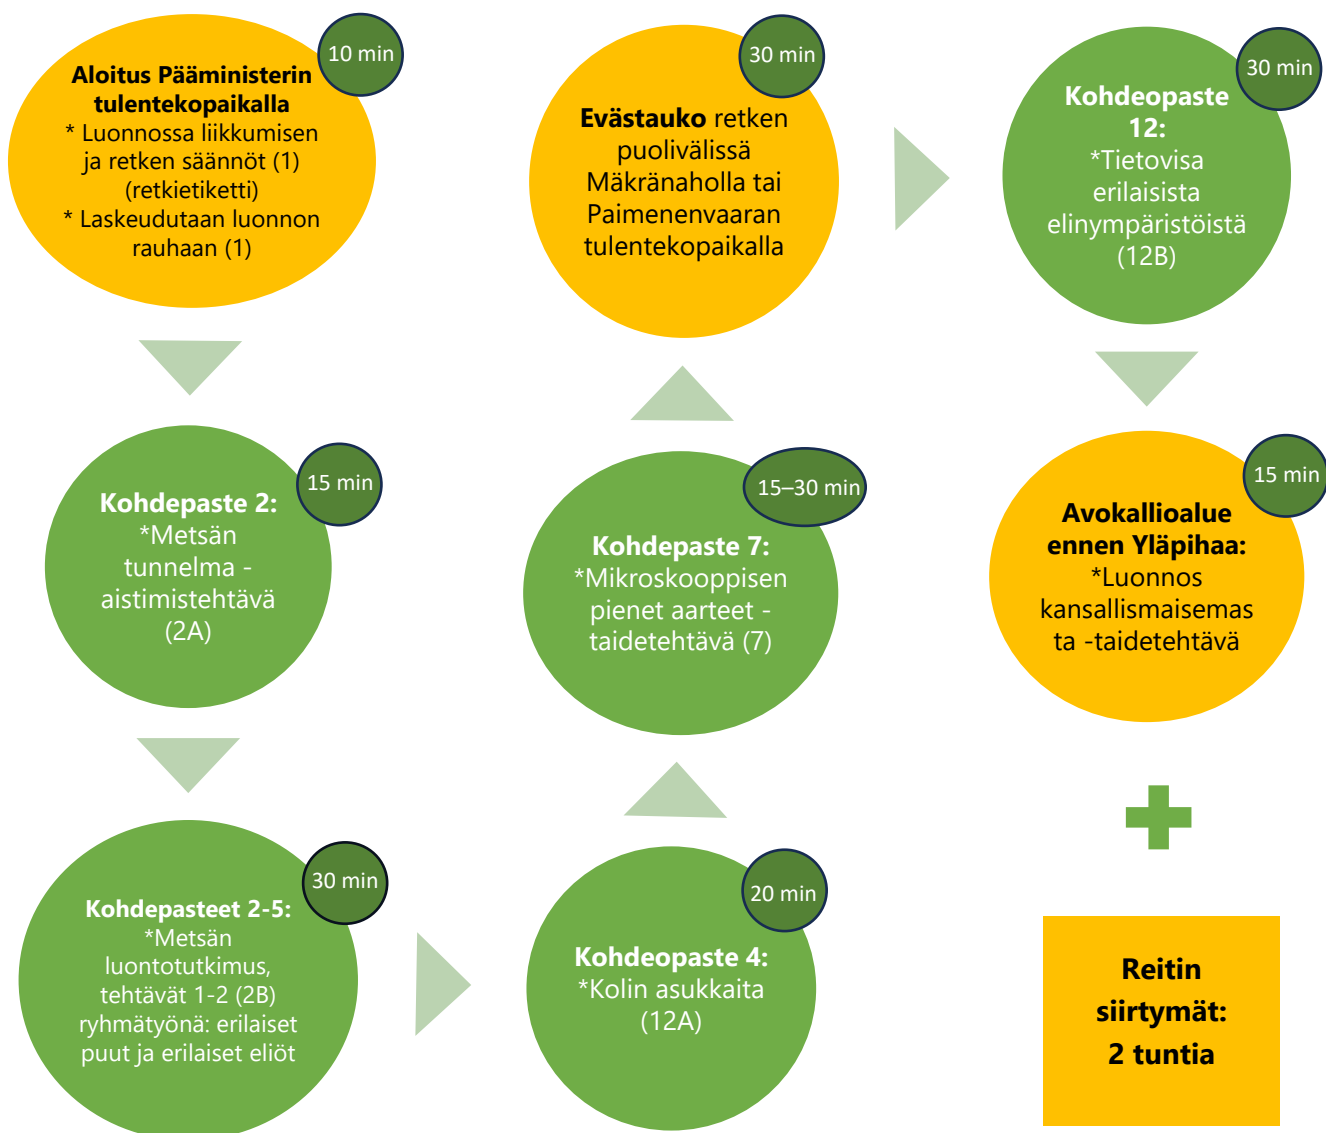 10 min
Aloitus Pääministerin
tulentekopaikalla
* Luonnossa liikkumisen
ja retken säännöt (1)
(retkietiketti)
* Laskeudutaan luonnon
rauhaan (1)
15 min
Kohdepaste 2:
*Metsän
tunnelma -
aistimistehtävä
(2A)
30 min
Kohdepasteet 2-5:
*Metsän
luontotutkimus,
tehtävät 1-2 (2B)
ryhmätyönä: erilaiset
puut ja erilaiset eliöt
20 min
Kohdeopaste 4:
*Kolin asukkaita
(12A)
15–30 min
Kohdepaste 7:
*Mikroskooppisen
pienet aarteet -
taidetehtävä (7)
30 min
Evästauko retken
puolivälissä
Mäkränaholla tai
Paimenenvaaran
tulentekopaikalla
30 min
Kohdeopaste
12:
*Tietovisa
erilaisista
elinympäristöistä
(12B)
15 min
Avokallioalue
ennen Yläpihaa:
*Luonnos
kansallismaisemas
ta -taidetehtävä
Reitin
siirtymät:
2 tuntia